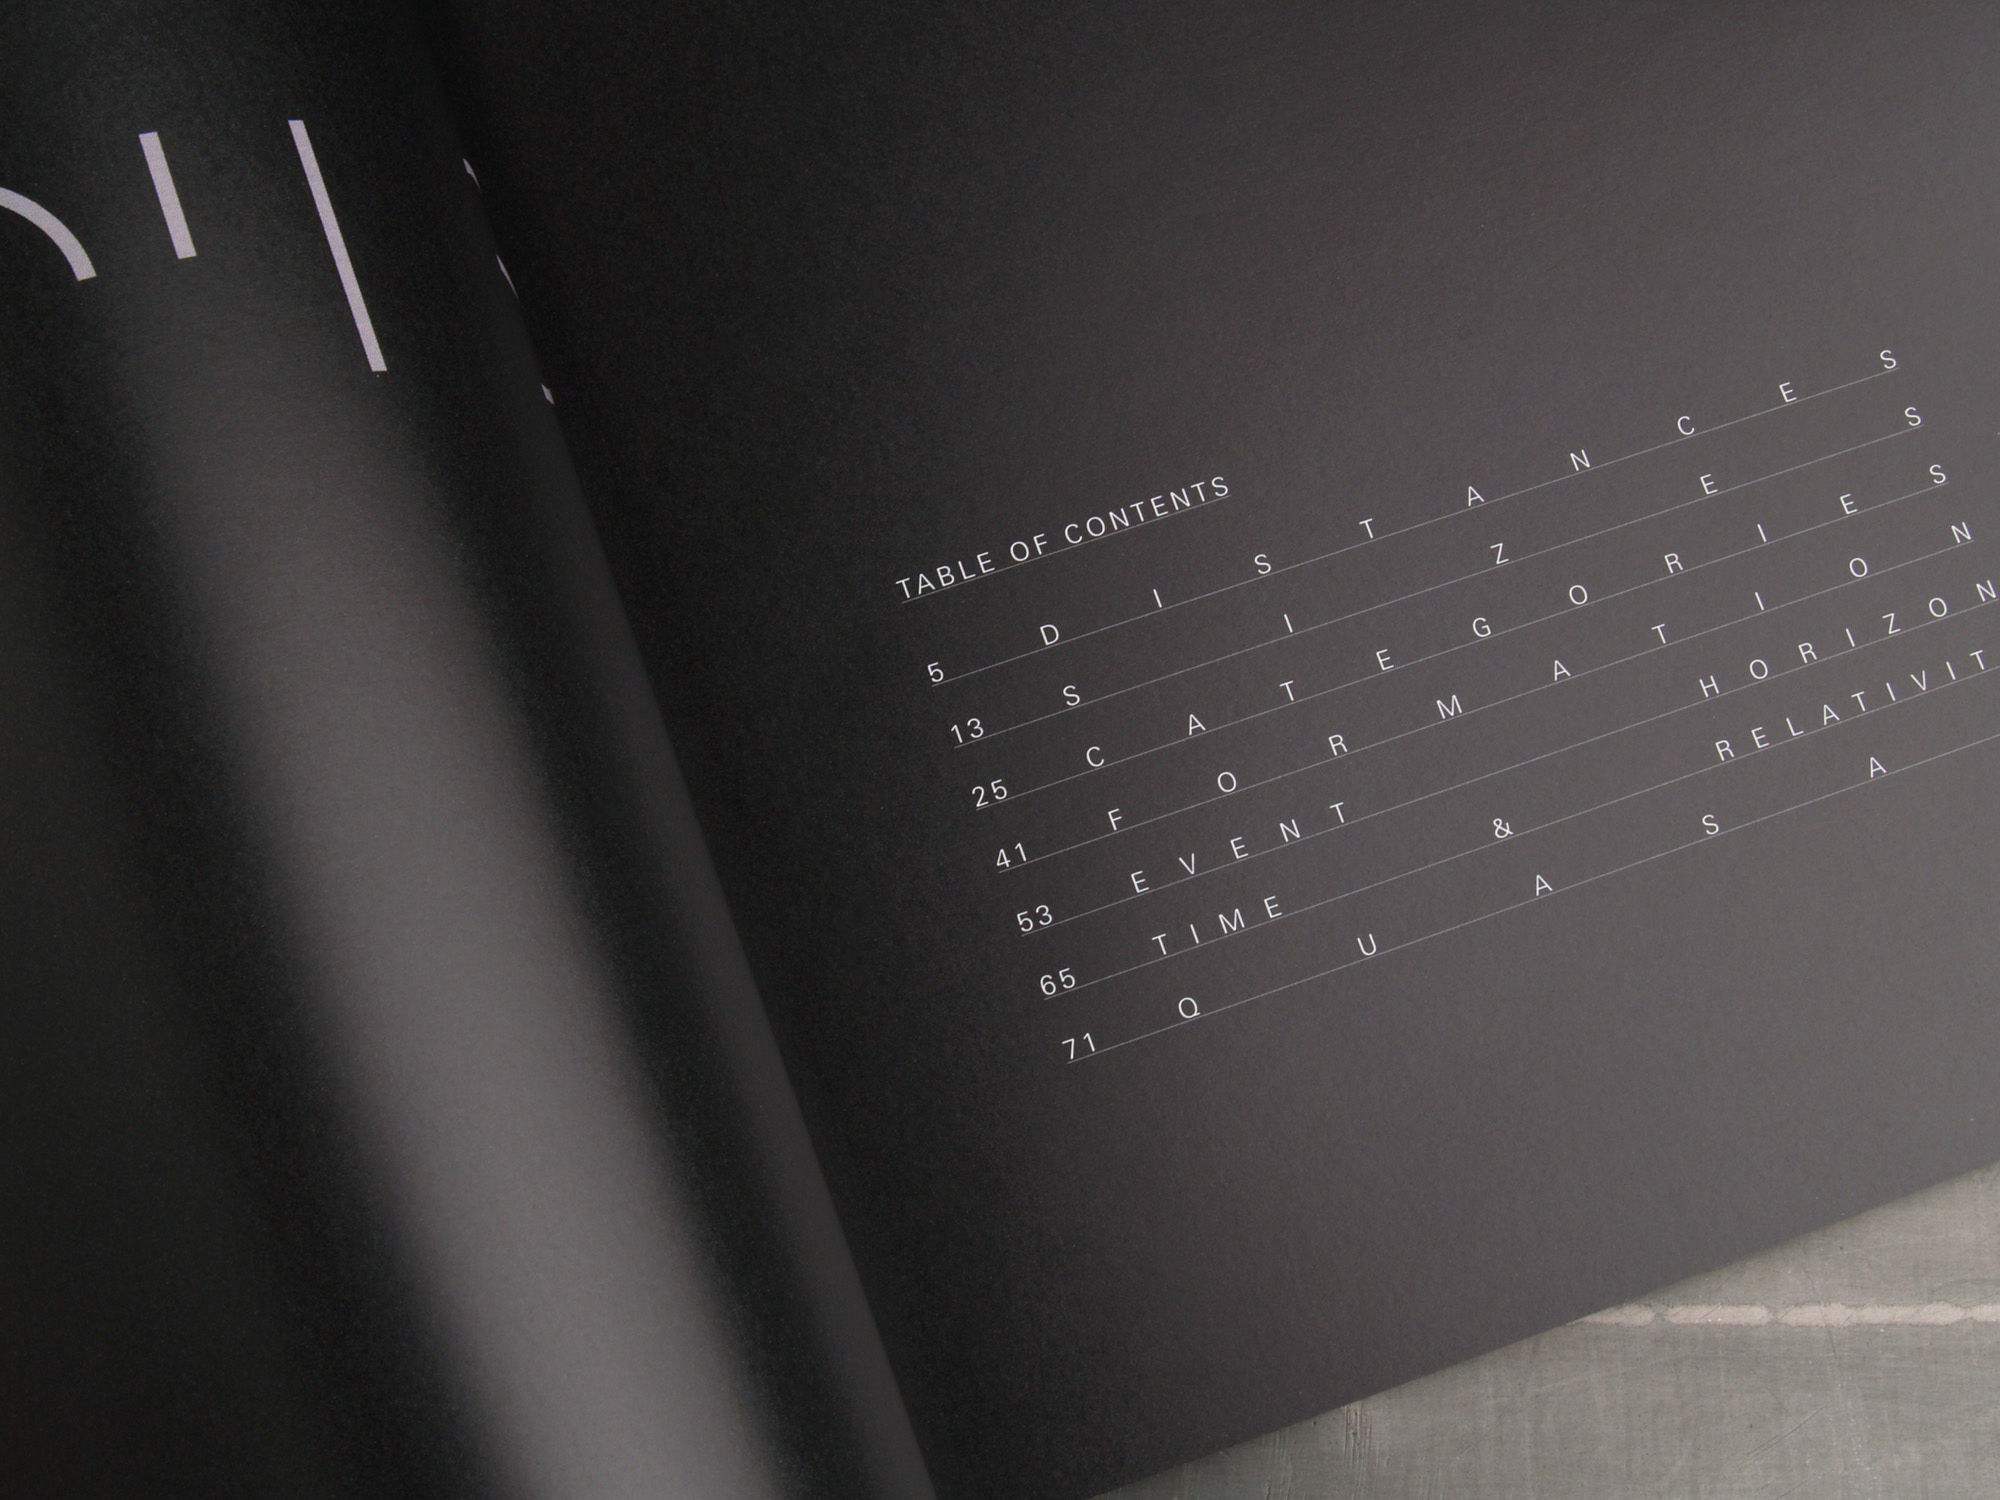 TABLE OF CONTENTS
5 DISTANCES
13 SIZES
25 CATEGORIES
41 FORMATION
53 EVENT HORIZON
65 TIME & RELATIVIT
71 QUASA